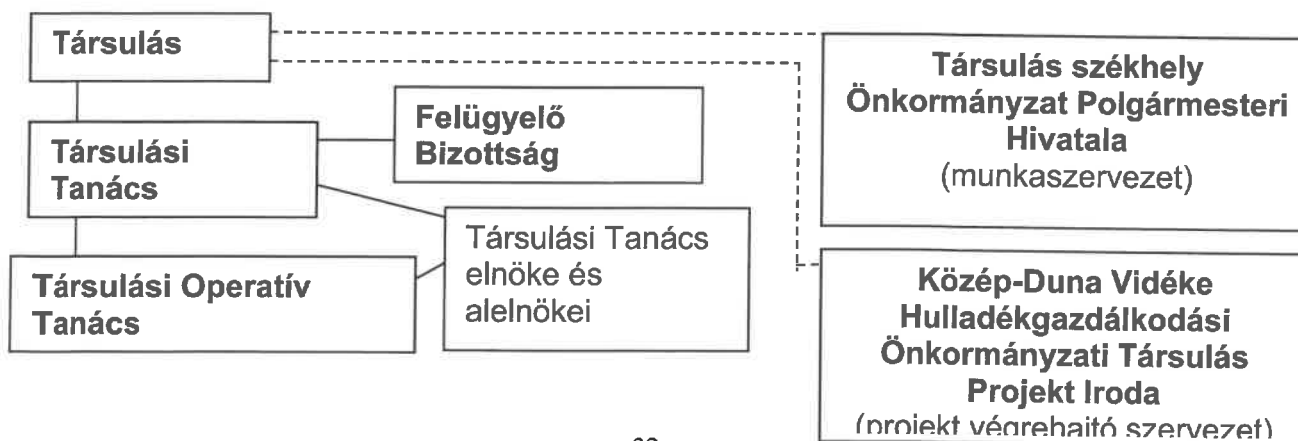 Társulás
Társulási
Tanács
Társulási Operatív
Tanács
Felügyelő
Bizottság
Társulási Tanács
elnöke és
alelnökei
Társulás székhely
Önkormányzat Polgármesteri
Hivatala
(munkaszervezet)
Közép-Duna Vidéke
Hulladékgazdálkodási
Önkormányzati Társulás
Projekt Iroda
(projekt végrehajtó szervezet)